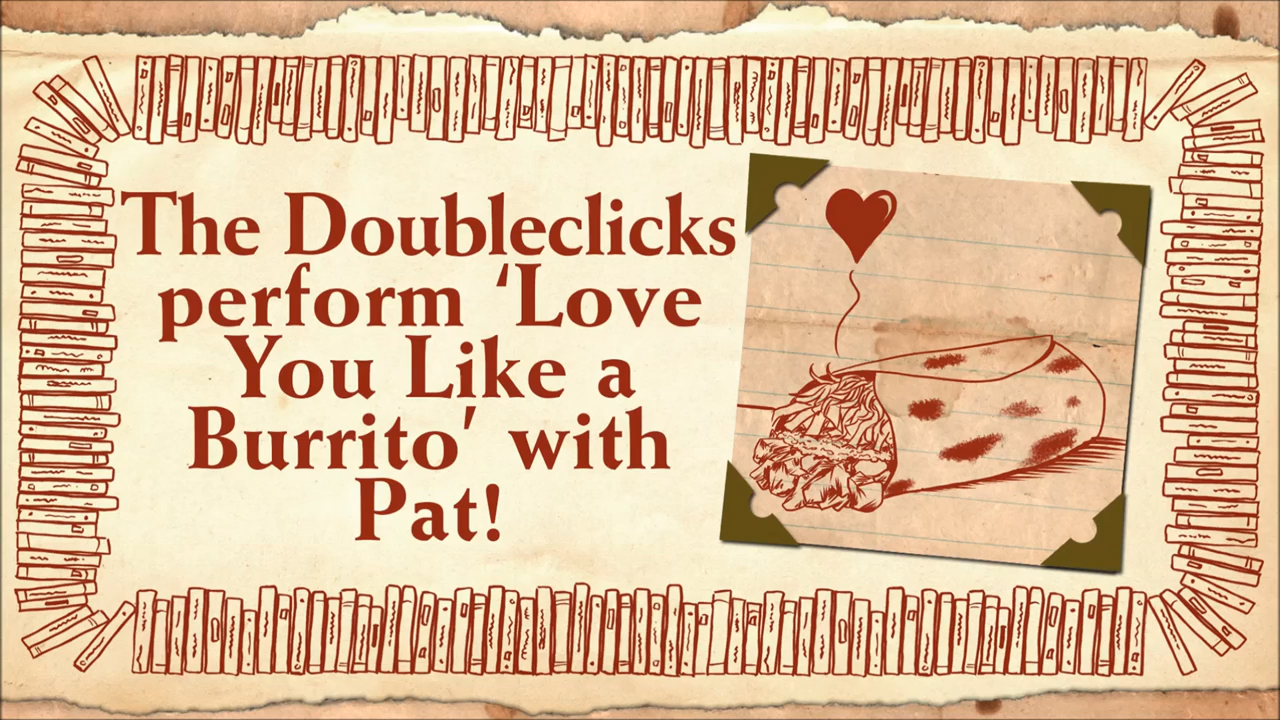 The Doubleclicks
perform ‘Love
You Like a
Burrito’ with
Pat!